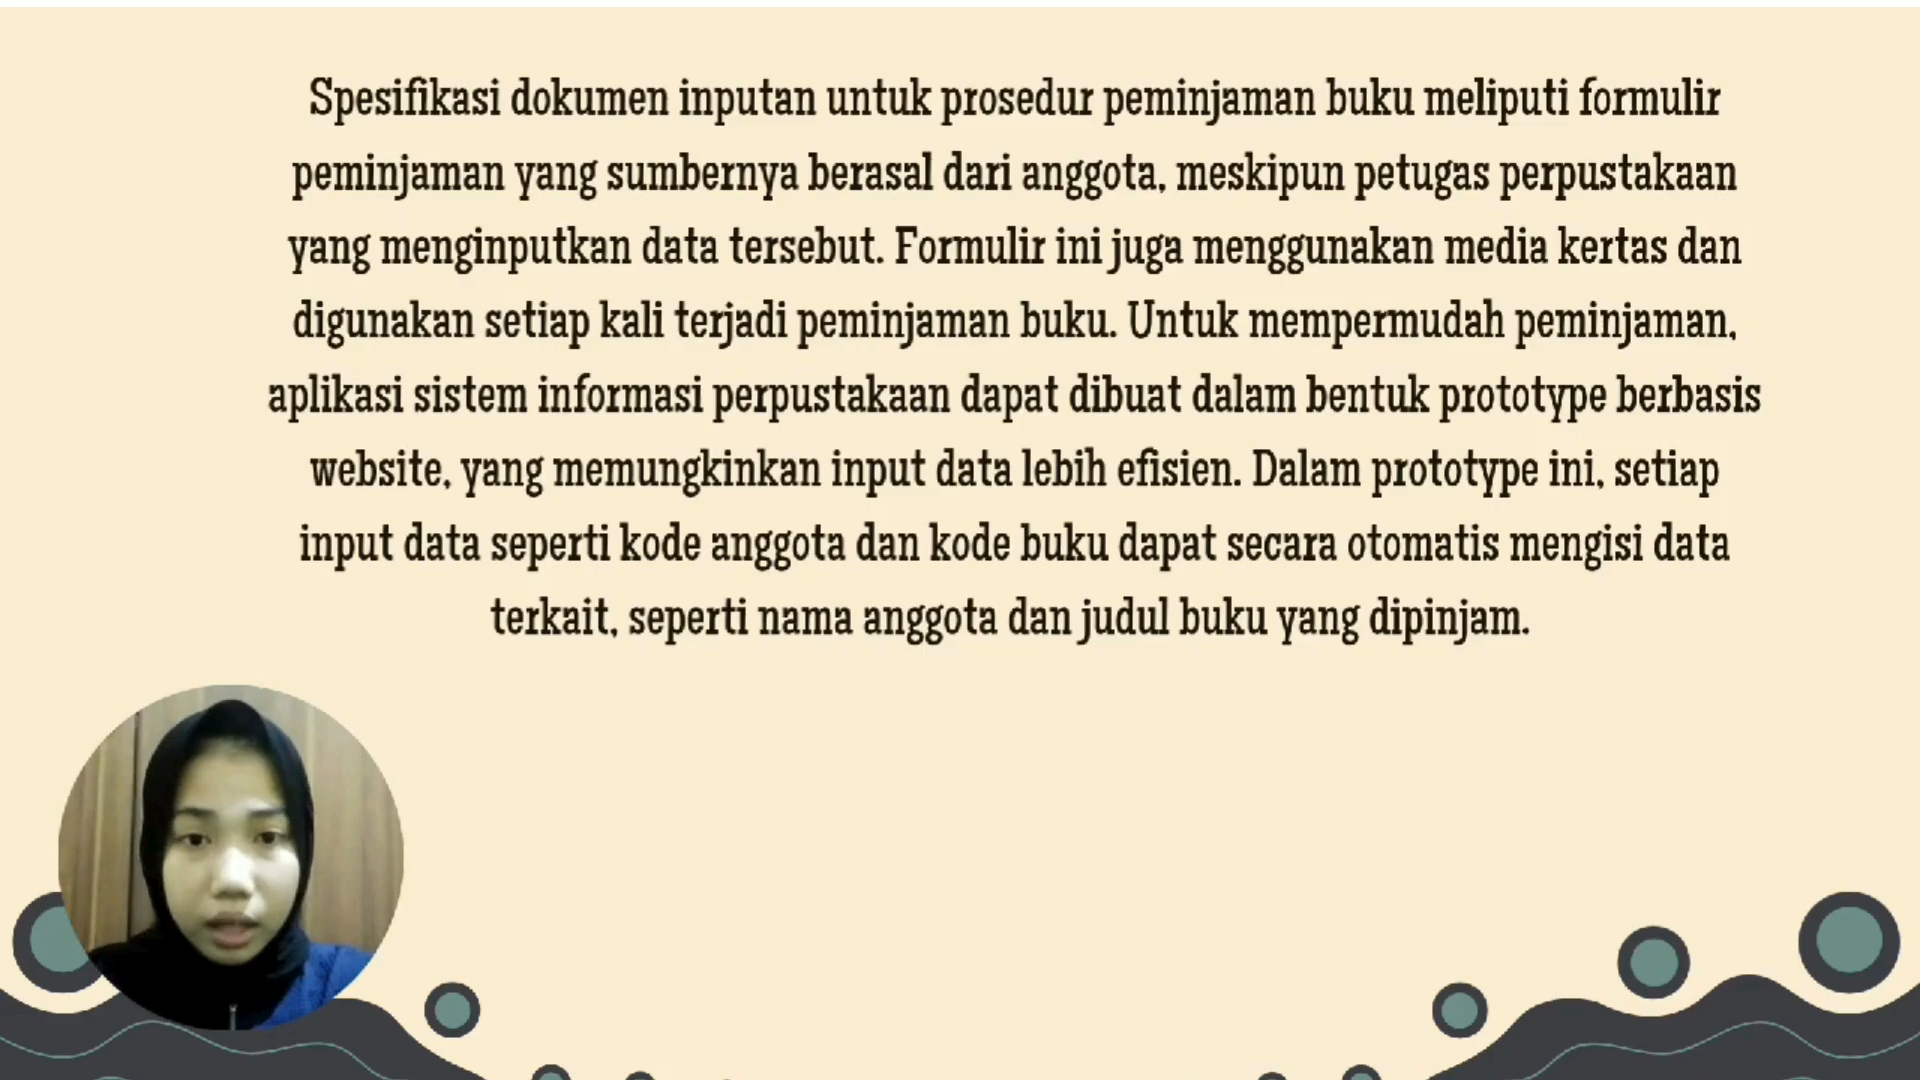 Spesifikasi dokumen inputan untuk prosedur peminjaman buku meliputi formulir
peminjaman yang sumbernya berasal dari anggota, meskipun petugas perpustakaan
yang menginputkan data tersebut. Formulir ini juga menggunakan media kertas dan
digunakan setiap kali terjadi peminjaman buku. Untuk mempermudah peminjaman,
aplikasi sistem informasi perpustakaan dapat dibuat dalam bentuk prototype berbasis
website, yang memungkinkan input data lebih efisien. Dalam prototype ini, setiap
input data seperti kode anggota dan kode buku dapat secara otomatis mengisi data
terkait, seperti nama anggota dan judul buku yang dipinjam.